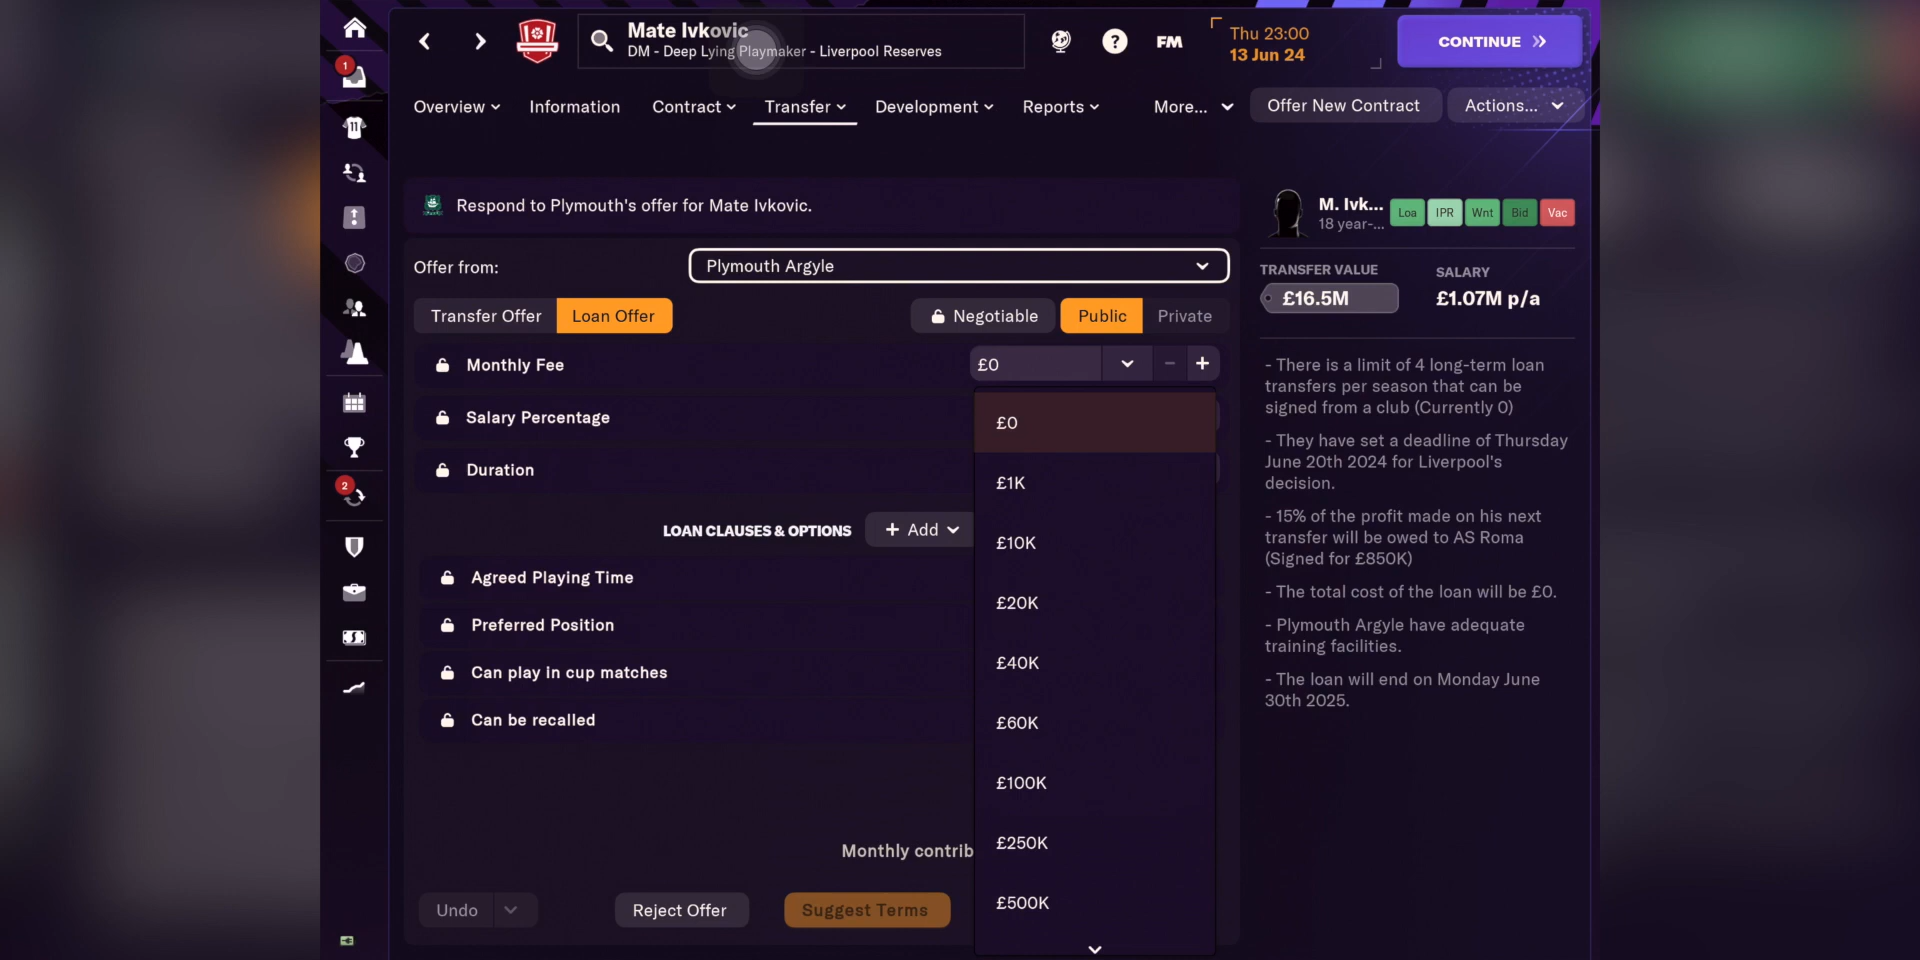 Mate Ivkovic
DM - Deep Lying Playmaker - Liverpool Reserves
?
FM
Thu 23:00
13 Jun 24
CONTINUE
1
11
2
Overview
Information
Contract
Transfer
Development
Reports
More...
Offer New Contract
Actions...
Respond to Plymouth's offer for Mate Ivkovic.
Offer from:
Plymouth Argyle
Transfer Offer
Loan Offer
Negotiable
Public
Private
Monthly Fee
£0
Salary Percentage
Duration
LOAN CLAUSES & OPTIONS
+ Add
Agreed Playing Time
Preferred Position
Can play in cup matches
Can be recalled
Monthly contrib
Undo
Reject Offer
Suggest Terms
£0
£1K
£10K
£20K
£40K
£60K
£100K
£250K
£500K
M. Ivk...
18 year-...
Loa
IPR
Wnt
Bid
Vac
TRANSFER VALUE
£16.5M
SALARY
£1.07M p/a
- There is a limit of 4 long-term loan
transfers per season that can be
signed from a club (Currently 0)
- They have set a deadline of Thursday
June 20th 2024 for Liverpool's
decision.
- 15% of the profit made on his next
transfer will be owed to AS Roma
(Signed for £850K)
- The total cost of the loan will be £0.
- Plymouth Argyle have adequate
training facilities.
- The loan will end on Monday June
30th 2025.